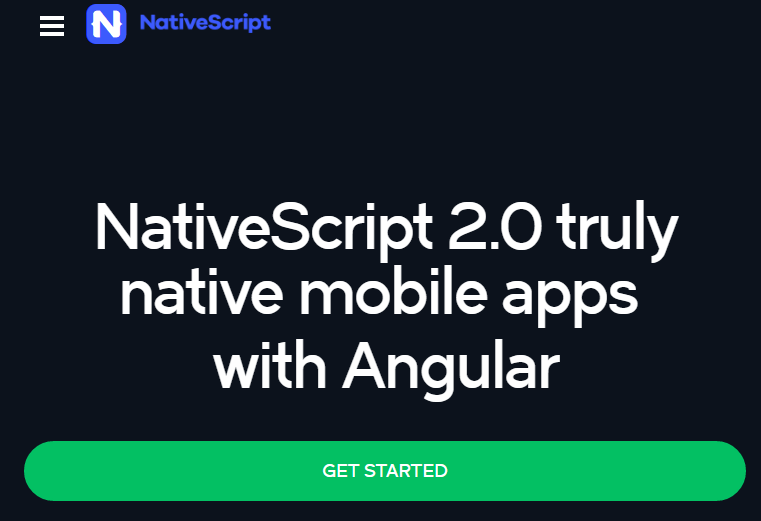 NativeScript
NativeScript 2.0 truly
native mobile apps
with Angular
GET STARTED